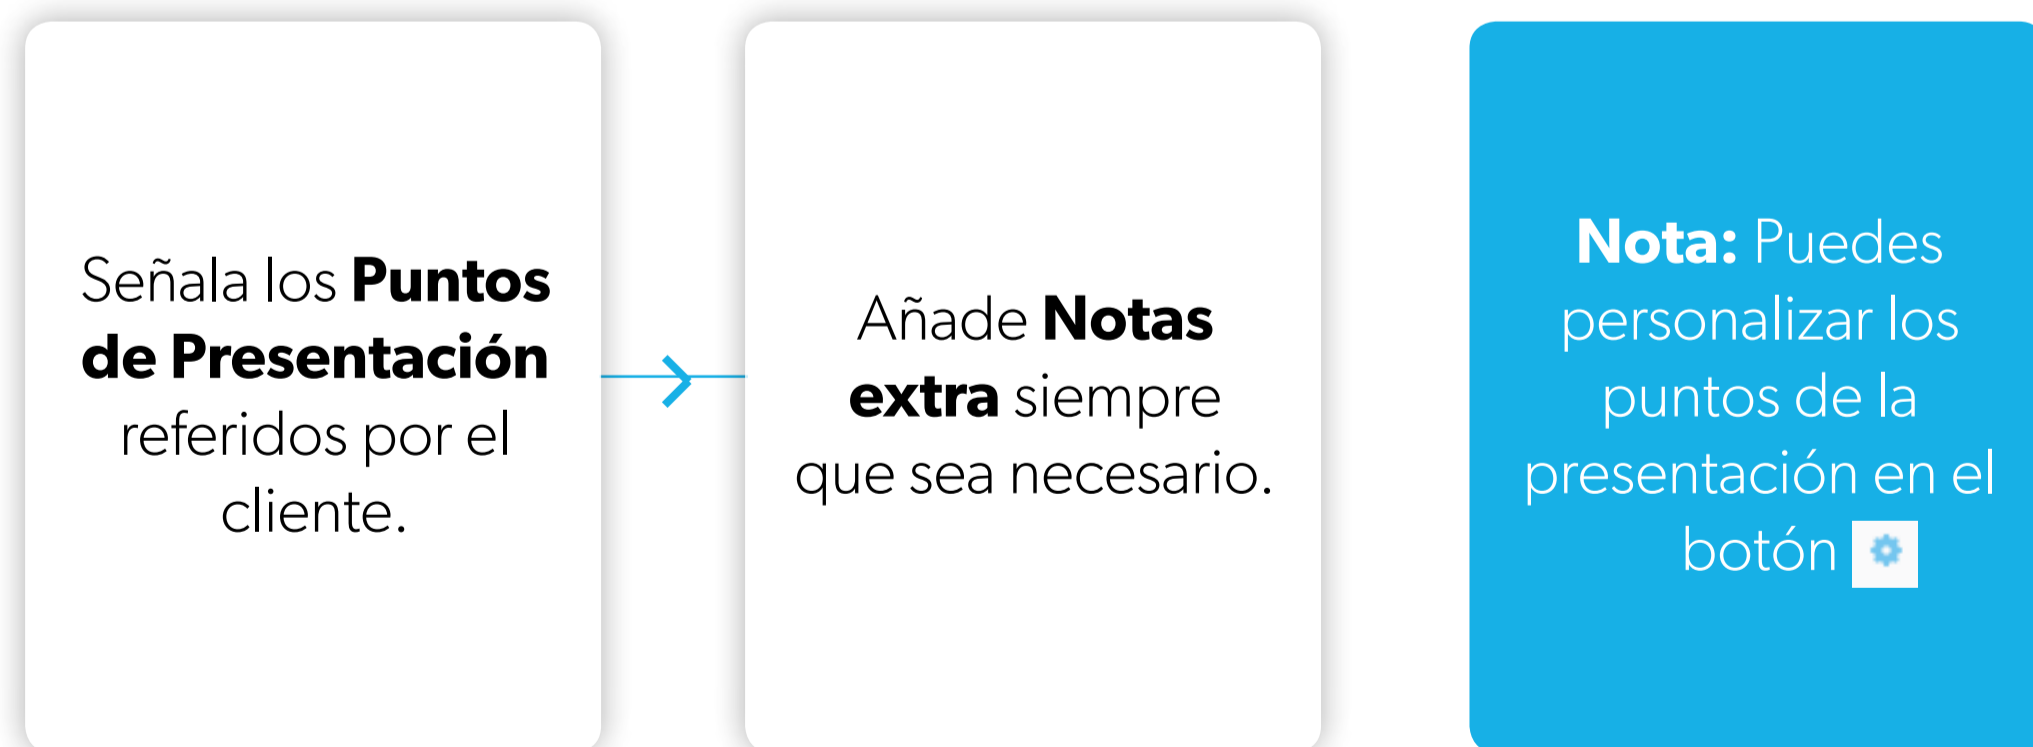 Señala los Puntos
de Presentación
referidos por el
cliente.
Añade Notas
extra siempre
que sea necesario.
Nota: Puedes
personalizar los
puntos de la
presentación en el
botón